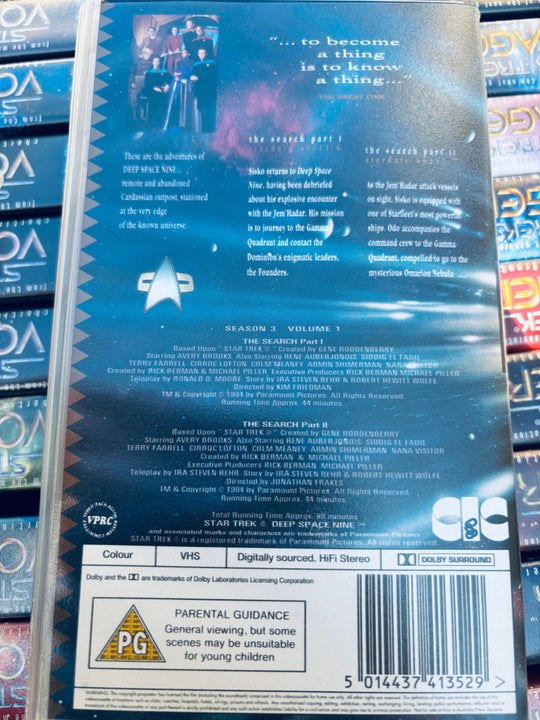 "... to become
a thing
is to know
a thing..."
THE GREAT LINK
the search part I
the search part ii
These are the adventures of
DEEP SPACE NINE...
remote and abandoned
Cardassian outpost, stationed
at the very edge
of the known universe.
Sisko returns to Deep Space
Nine, having been debriefed
about his explosive encounter
with the Jem'Hadar. His mission
is to journey to the Gamma
Quadrant and contact the
Dominion's enigmatic leaders,
the Founders.
As the Jem'Hadar attack vessels
on sight, Sisko is equipped with
one of Starfleet's most powerful
ships. Odo accompanies the
command crew to the Gamma
Quadrant, compelled to go to the
mysterious Omarion Nebula ......
SEASON 3 VOLUME 1
THE SEARCH Part I
Based Upon "STAR TREK ®" Created by GENE RODDENBERRY
Starring AVERY BROOKS Also Starring RENE AUBERJONOIS SIDDIG EL FADIL
TERRY FARRELL CIRROC LOFTON COLM MEANEY ARMIN SHIMERMAN NANA VISITOR
Created by RICK BERMAN & MICHAEL PILLER Executive Producers RICK BERMAN MICHAEL PILLER
Teleplay by RONALD D. MOORE Story by IRA STEVEN BEHR & ROBERT HEWITT WOLFE
Directed by KIM FRIEDMAN
TM & Copyright © 1994 by Paramount Pictures All Rights Reserved
Running Time Approx. 44 minutes
THE SEARCH Part II
Based Upon "STAR TREK ®" Created by GENE RODDENBERRY
Starring AVERY BROOKS Also Starring RENE AUBERJONOIS SIDDIG EL FADIL
TERRY FARRELL CIRROC LOFTON COLM MEANEY ARMIN SHIMERMAN NANA VISITOR
Created by RICK BERMAN & MICHAEL PILLER
Executive Producers RICK BERMAN MICHAEL PILLER
Teleplay by IRA STEVEN BEHR Story by IRA STEVEN BEHR & ROBERT HEWITT WOLFE
Directed by JONATHAN FRAKES
TM & Copyright © 1994 by Paramount Pictures All Rights Reserved
Running Time Approx. 44 minutes
Total Running Time Approx. 88 minutes
STAR TREK ® DEEP SPACE NINE ™
and associated marks and characters are trademarks of Paramount Pictures
STAR TREK ® is a registered trademark of Paramount Pictures
VPRC
CIC
Colour
VHS
Digitally sourced. HiFi Stereo
DOLBY SURROUND
Dolby and the DD are trademarks of Dolby Laboratories Licensing Corporation
PG
PARENTAL GUIDANCE
General viewing, but some
scenes may be unsuitable
for young children
5 014437 413529 >